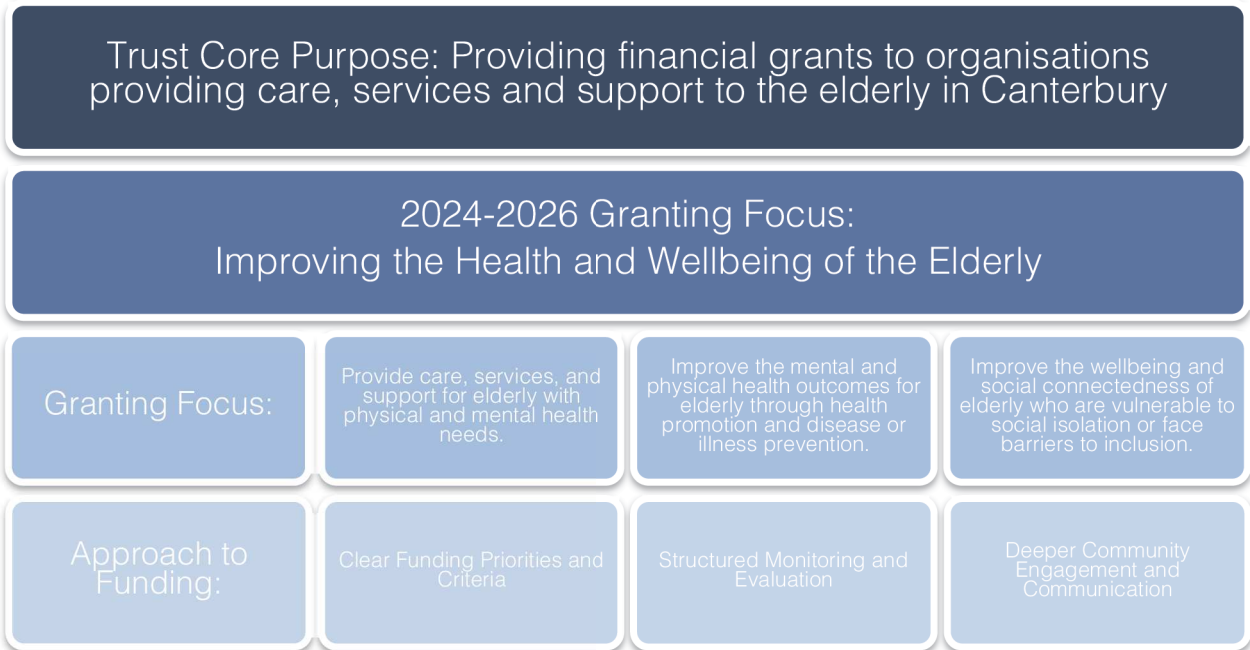 Trust Core Purpose: Providing financial grants to organisations
providing care, services and support to the elderly in Canterbury
2024-2026 Granting Focus:
Improving the Health and Wellbeing of the Elderly
Granting Focus:
Provide care, services, and
support for elderly with
physical and mental health
needs.
Improve the mental and
physical health outcomes for
elderly through health
promotion and disease or
illness prevention.
Improve the wellbeing and
social connectedness of
elderly who are vulnerable to
social isolation or face
barriers to inclusion.
Approach to
Funding:
Clear Funding Priorities and
Criteria
Structured Monitoring and
Evaluation
Deeper Community
Engagement and
Communication